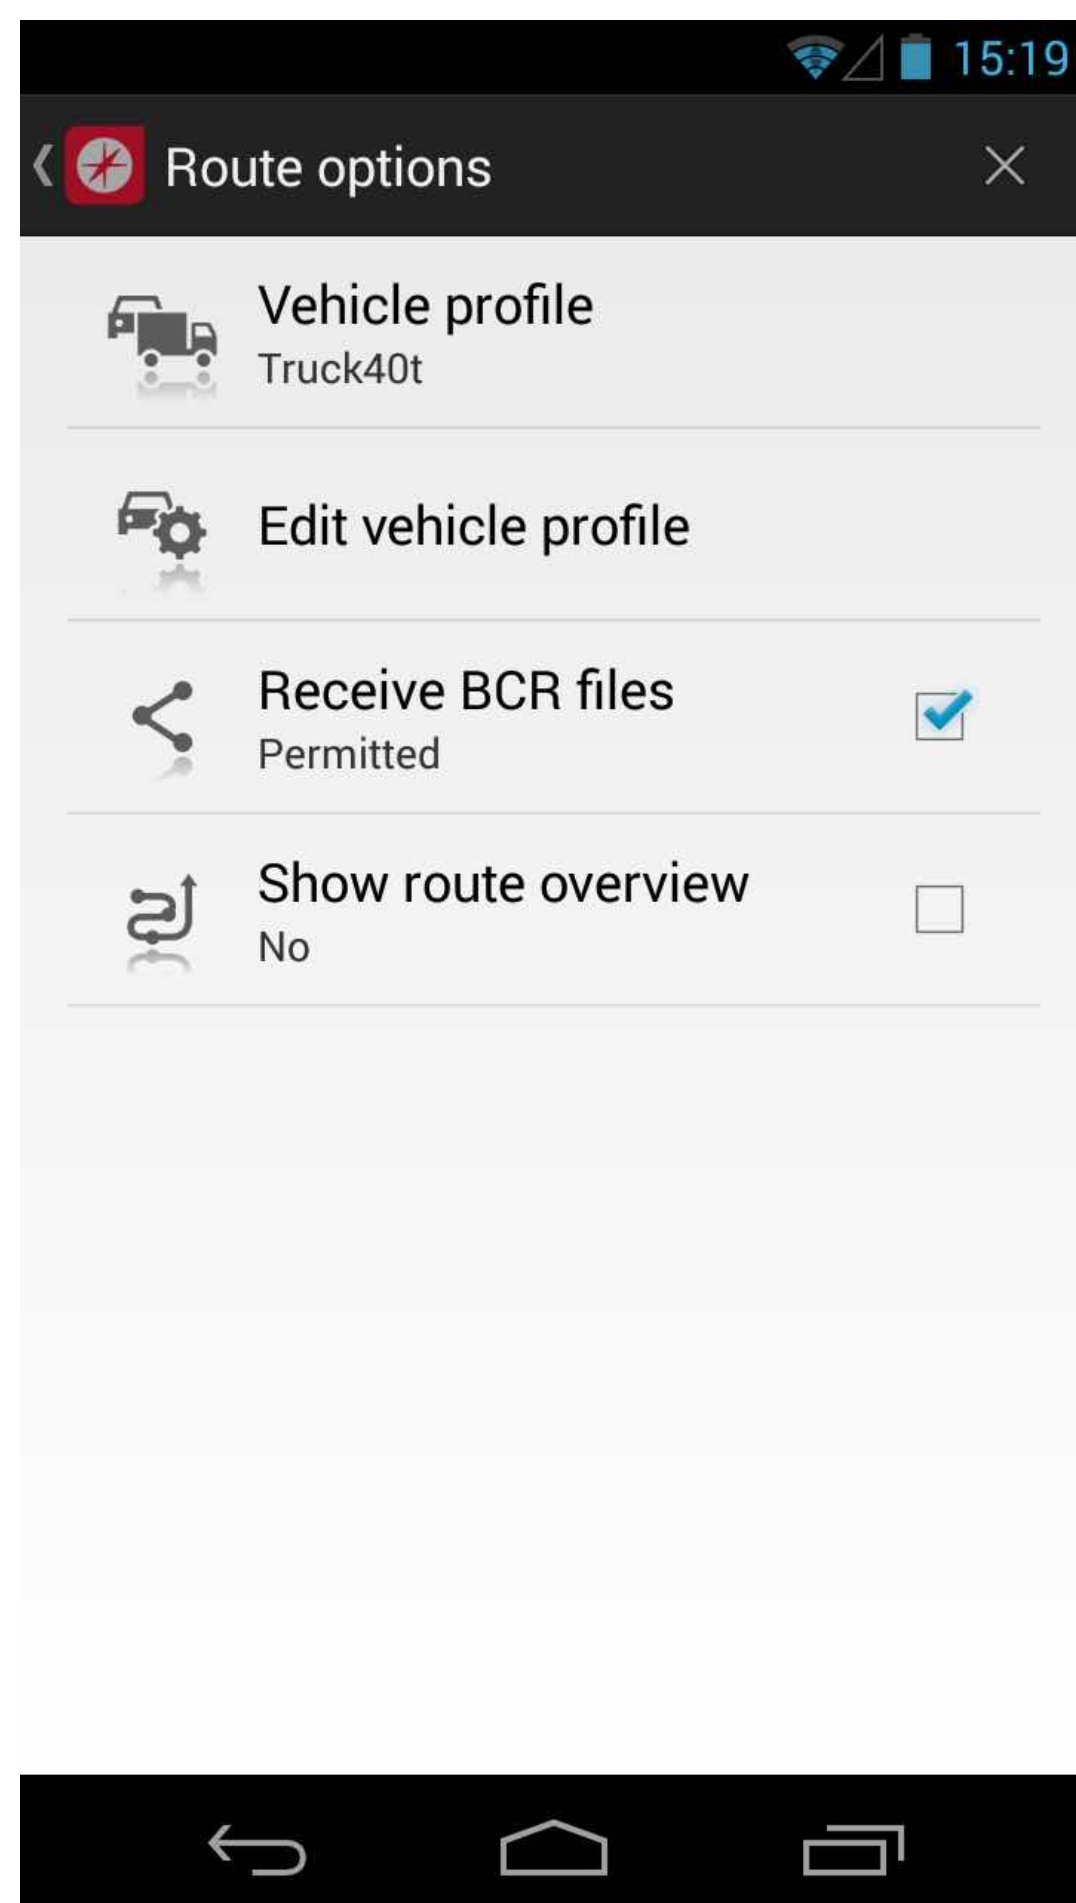 15:19
Route options
Vehicle profile
Truck40t
Edit vehicle profile
Receive BCR files
Permitted
Show route overview
No